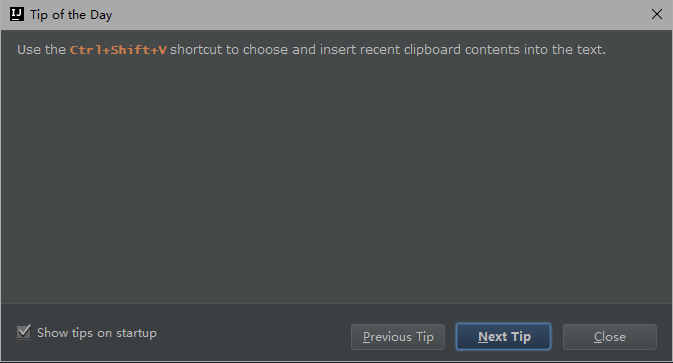 IJ Tip of the Day
Use the Ctrl+Shift+V shortcut to choose and insert recent clipboard contents into the text.
Show tips on startup
Previous Tip
Next Tip
Close